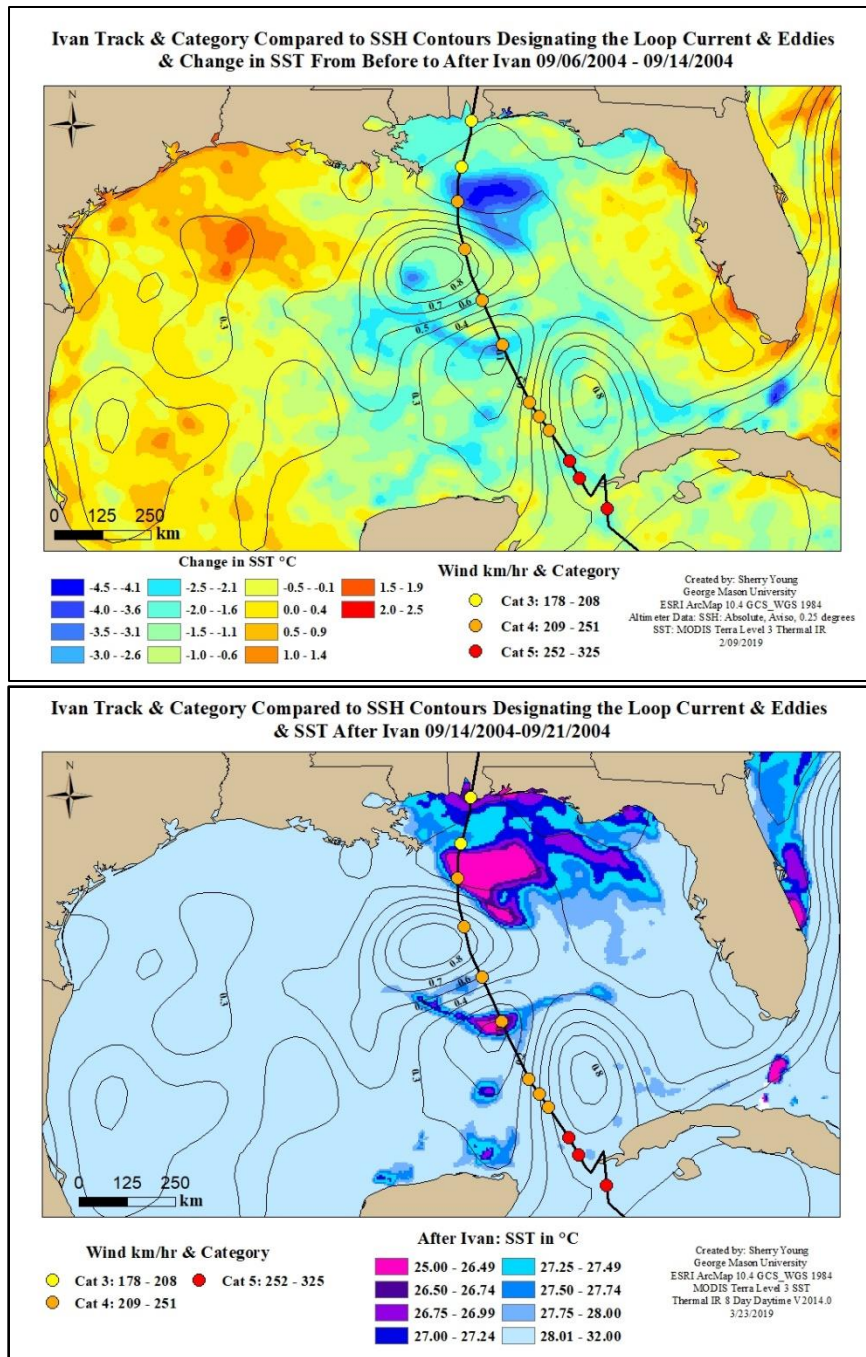 Ivan Track & Category Compared to SSH Contours Designating the Loop Current & Eddies
& Change in SST From Before to After Ivan 09/06/2004 - 09/14/2004
N
0.8
0.7
0.6
0.5
0.4
0.3
0.3
0.8
0 125 250
km
Change in SST °C
-4.5 - -4.1
-4.0 - -3.6
-3.5 - -3.1
-3.0 - -2.6
-2.5 - -2.1
-2.0 - -1.6
-1.5 - -1.1
-1.0 - -0.6
-0.5 - -0.1
0.0 - 0.4
0.5 - 0.9
1.0 - 1.4
1.5 - 1.9
2.0 - 2.5
Wind km/hr & Category
Cat 3: 178 - 208
Cat 4: 209 - 251
Cat 5: 252 - 325
Created by: Sherry Young
George Mason University
ESRI ArcMap 10.4 GCS_WGS 1984
Altimeter Data: SSH: Absolute, Aviso, 0.25 degrees
SST: MODIS Terra Level 3 Thermal IR
2/09/2019
Ivan Track & Category Compared to SSH Contours Designating the Loop Current & Eddies
& SST After Ivan 09/14/2004-09/21/2004
N
0.8
0.7
0.6
0.4
0.3
0.3
0.8
0 125 250
km
Wind km/hr & Category
Cat 3: 178 - 208
Cat 5: 252 - 325
Cat 4: 209 - 251
After Ivan: SST in °C
25.00 - 26.49
26.50 - 26.74
26.75 - 26.99
27.00 - 27.24
27.25 - 27.49
27.50 - 27.74
27.75 - 28.00
28.01 - 32.00
Created by: Sherry Young
George Mason University
ESRI ArcMap 10.4 GCS_WGS 1984
MODIS Terra Level 3 SST
Thermal IR 8 Day Daytime V2014.0
3/23/2019